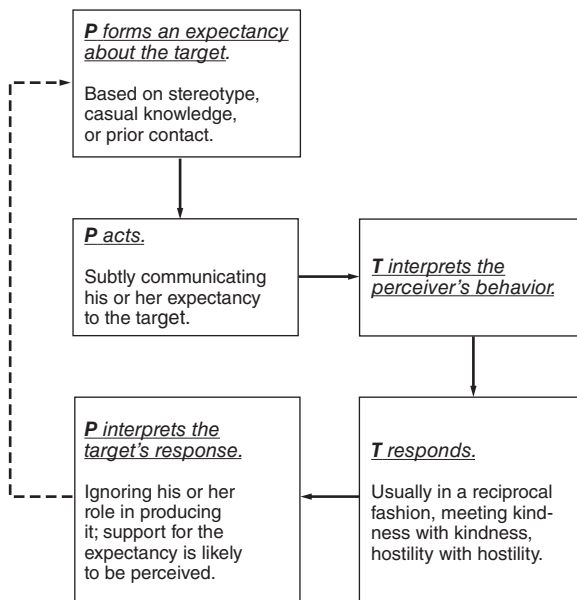 P forms an expectancy
about the target.
Based on stereotype,
casual knowledge,
or prior contact.
P acts.
Subtly communicating
his or her expectancy
to the target.
T interprets the
perceiver's behavior.
T responds.
Usually in a reciprocal
fashion, meeting kind-
ness with kindness,
hostility with hostility.
P interprets the
target's response.
Ignoring his or her
role in producing
it; support for the
expectancy is likely
to be perceived.